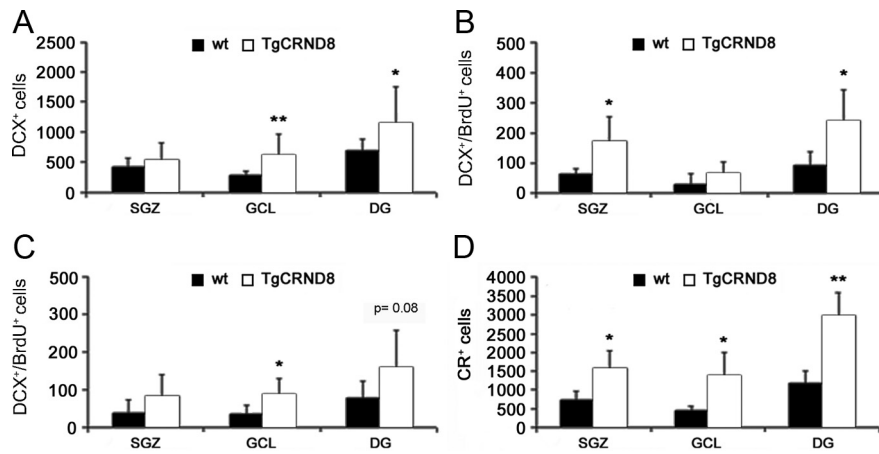 A
2500
2000
1500
1000
500
0
DCX+ cells
wt TgCRND8
**
*
SGZ GCL DG
B
500
400
300
200
100
0
DCX+/BrdU+ cells
wt TgCRND8
*
*
SGZ GCL DG
C
500
300
200
100
0
DCX+/BrdU+ cells
wt TgCRND8
*
p= 0.08
SGZ GCL DG
D
4000
3500
3000
2500
2000
1500
1000
500
0
CR+ cells
wt TgCRND8
*
*
**
SGZ GCL DG